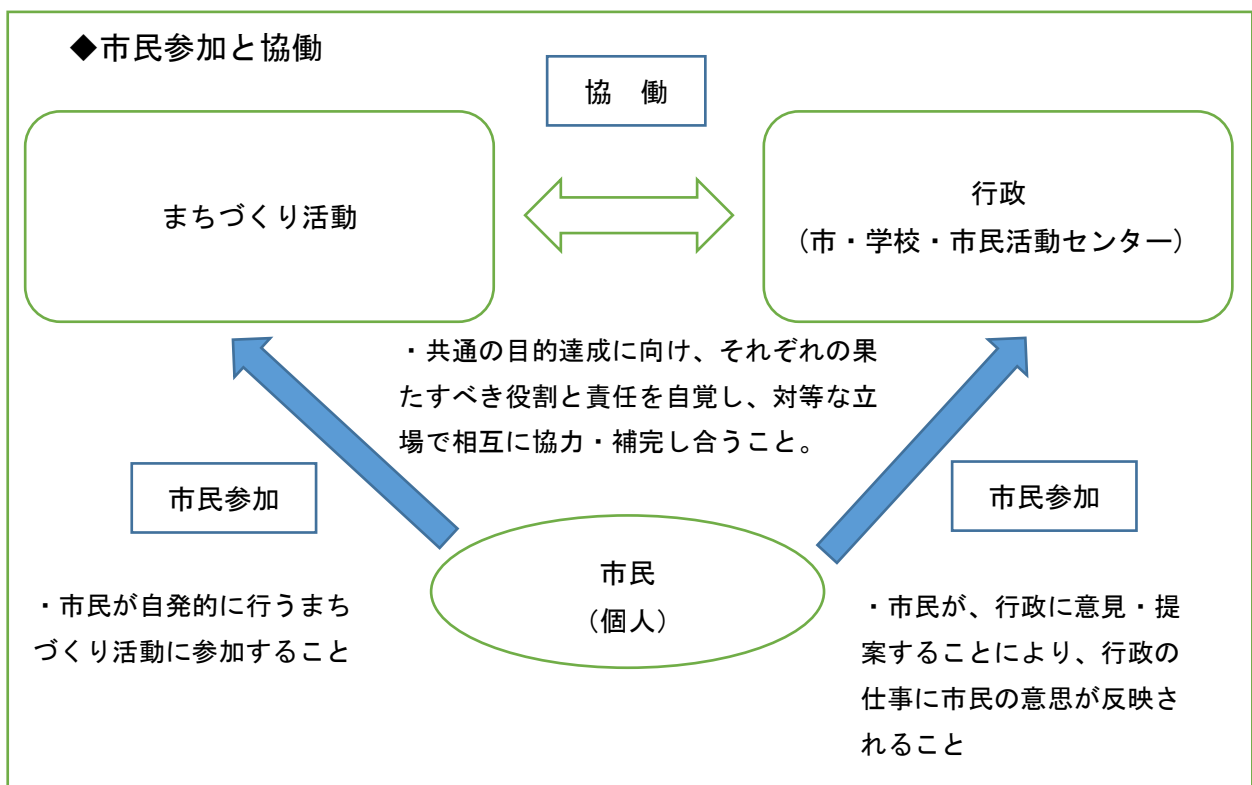 ◆市民参加と協働
協　働
まちづくり活動
行政
（市・学校・市民活動センター）
・共通の目的達成に向け、それぞれの果
たすべき役割と責任を自覚し、対等な立
場で相互に協力・補完し合うこと。
市民参加
・市民が自発的に行うまち
づくり活動に参加すること
市民
（個人）
市民参加
・市民が、行政に意見・提
案することにより、行政の
仕事に市民の意思が反映さ
れること